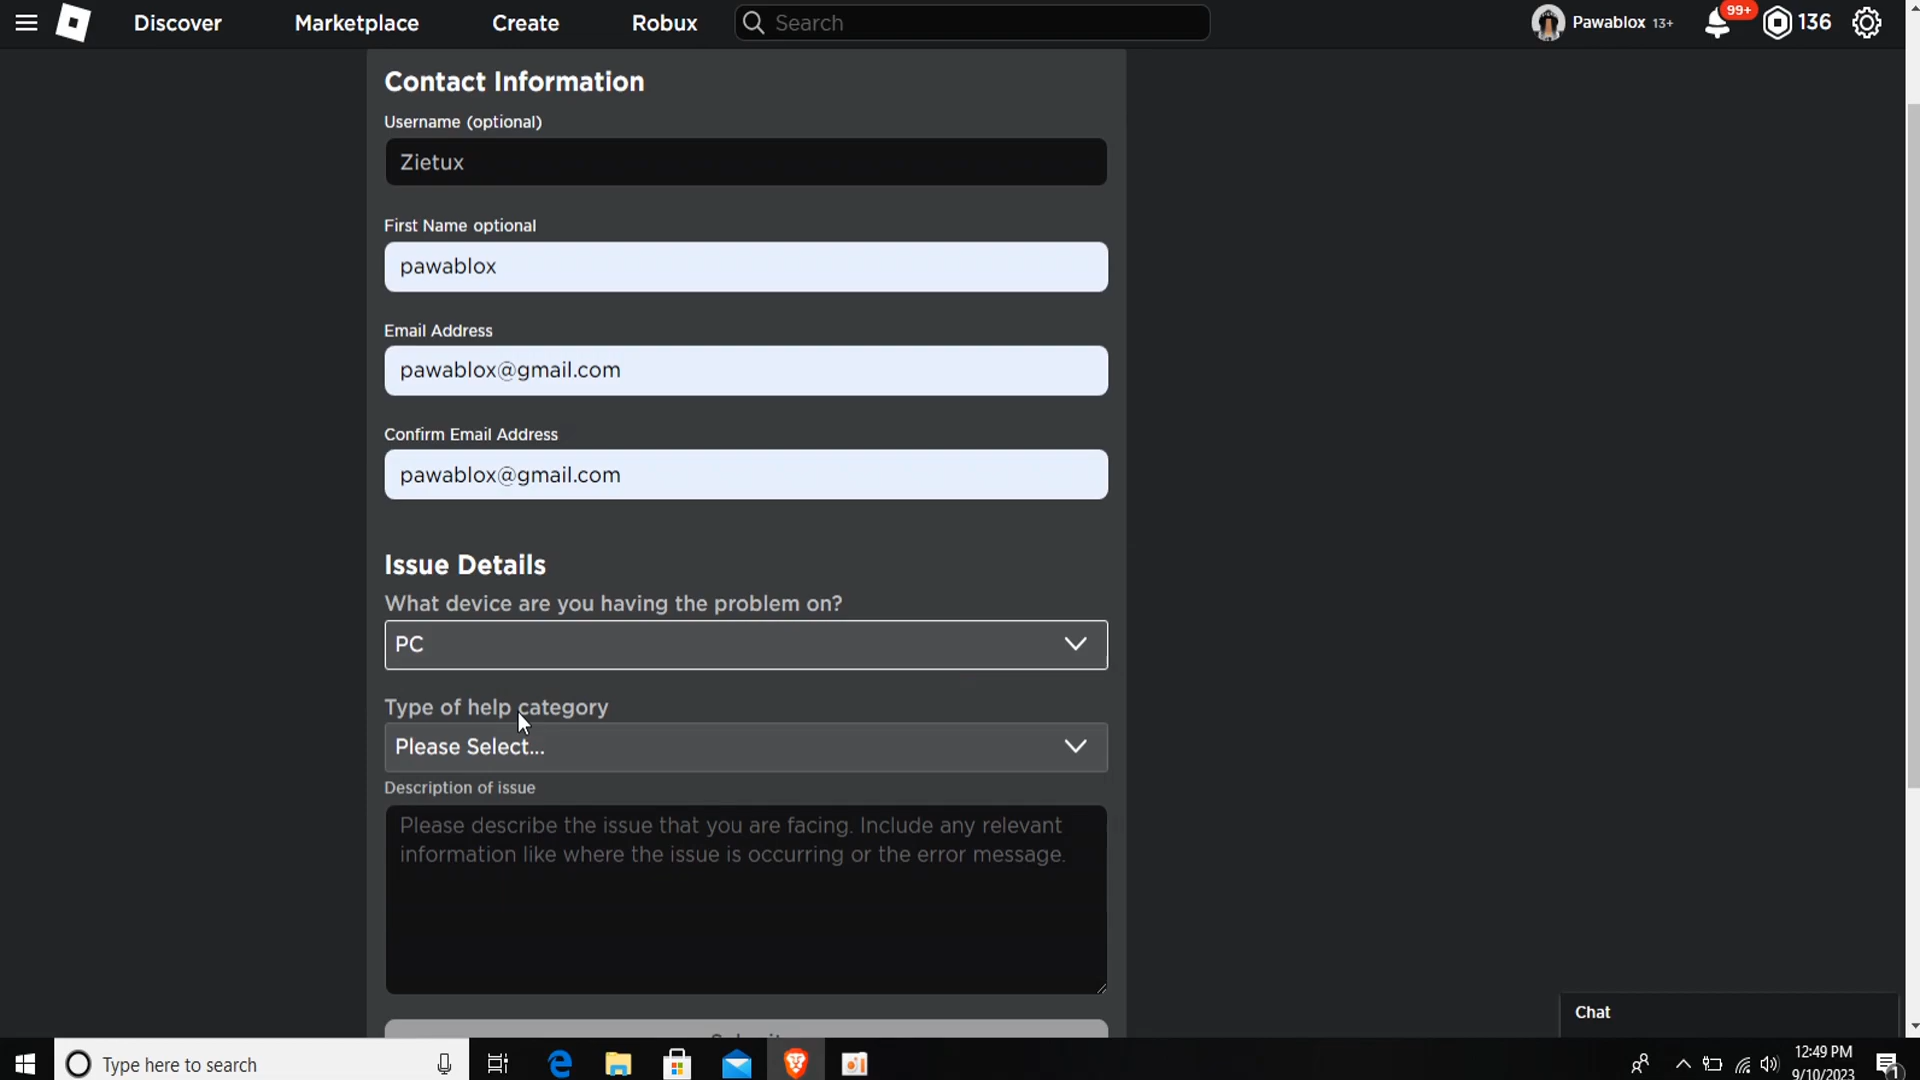 Discover Marketplace Create Robux Search Pawablox 13+ 99+ 136
Contact Information
Username (optional)
Zietux
First Name optional
pawablox
Email Address
pawablox@gmail.com
Confirm Email Address
pawablox@gmail.com
Issue Details
What device are you having the problem on?
PC
Type of help category
Please Select...
Description of issue
Please describe the issue that you are facing. Include any relevant
information like where the issue is occurring or the error message.
Chat
Type here to search
12:49 PM
9/10/2023
1